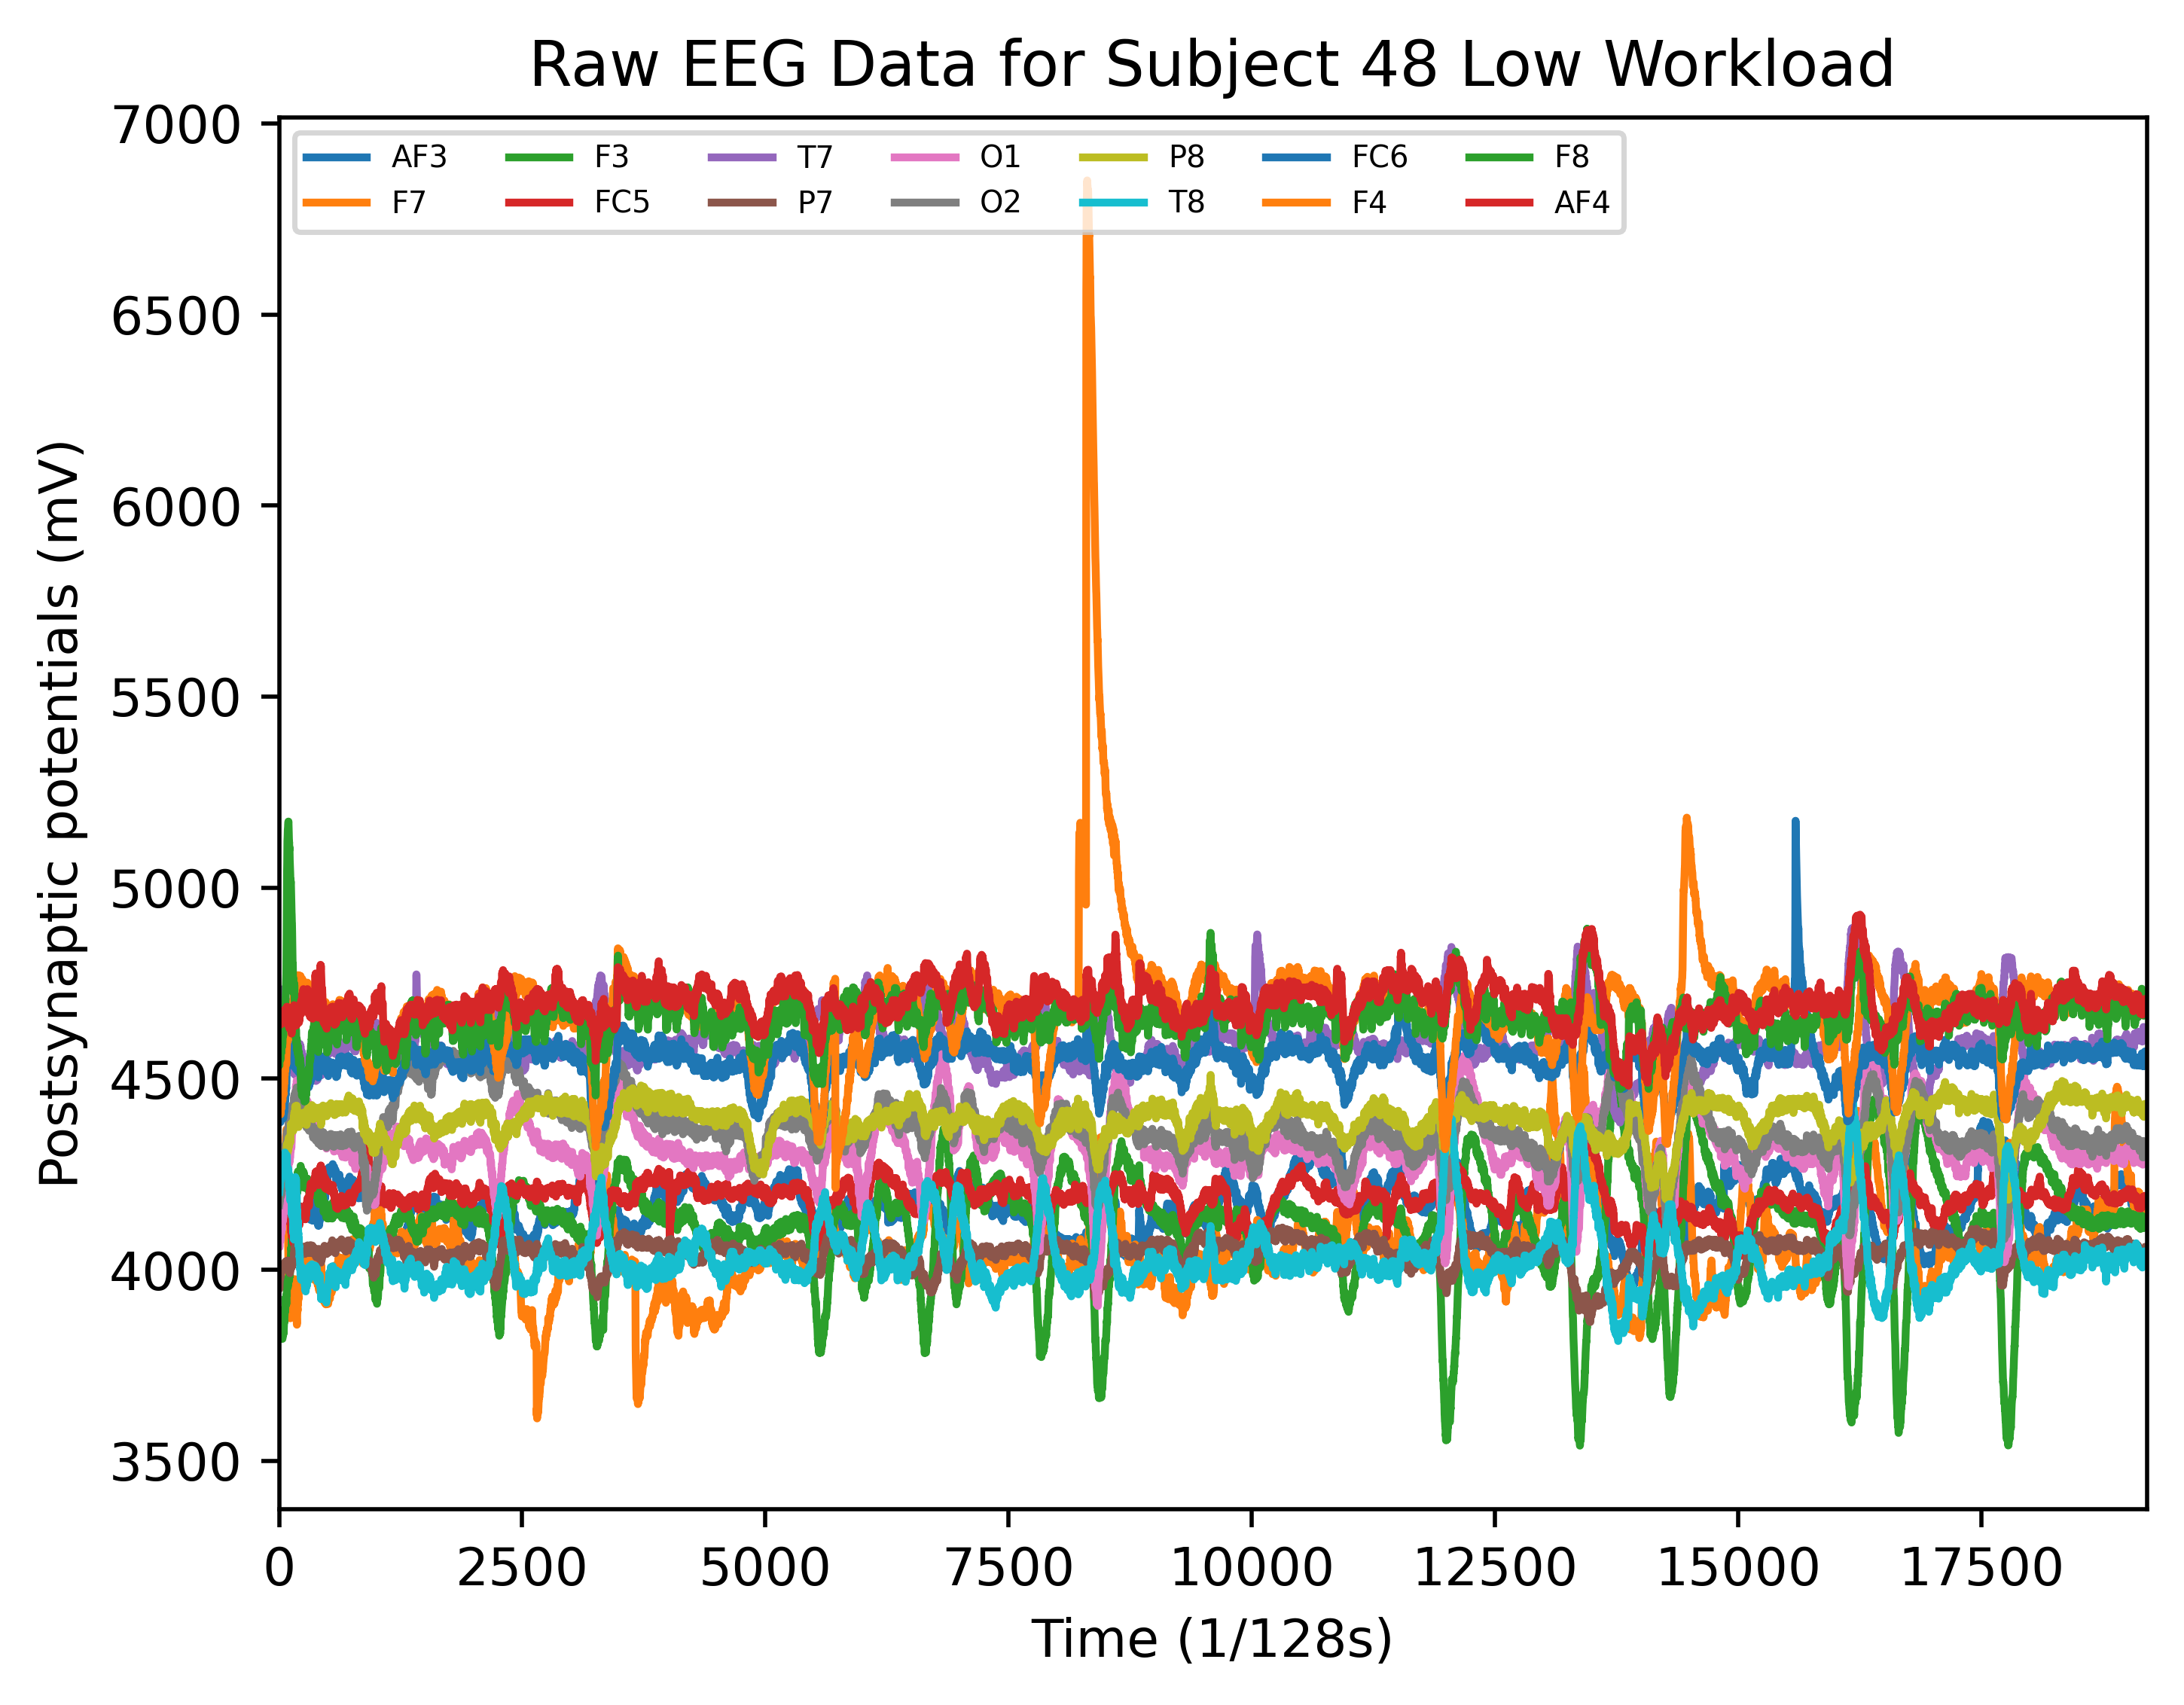 Raw EEG Data for Subject 48 Low Workload
7000
AF3 F3 T7 O1 P8 FC6 F8
F7 FC5 P7 O2 T8 F4 AF4
6500
6000
5500
5000
4500
4000
3500
Postsynaptic potentials (mV)
0 2500 5000 7500 10000 12500 15000 17500
Time (1/128s)